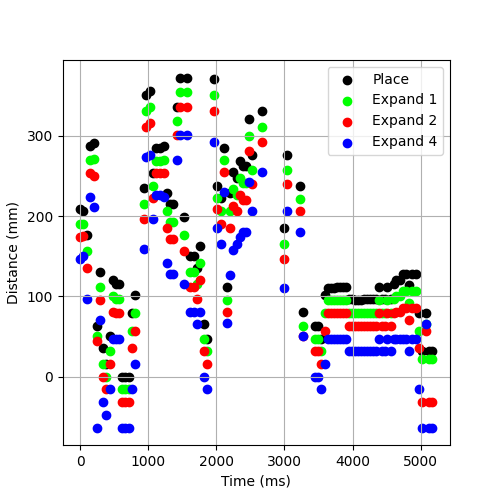 Place
Expand 1
Expand 2
Expand 4
300
200
100
0
Distance (mm)
0 1000 2000 3000 4000 5000
Time (ms)